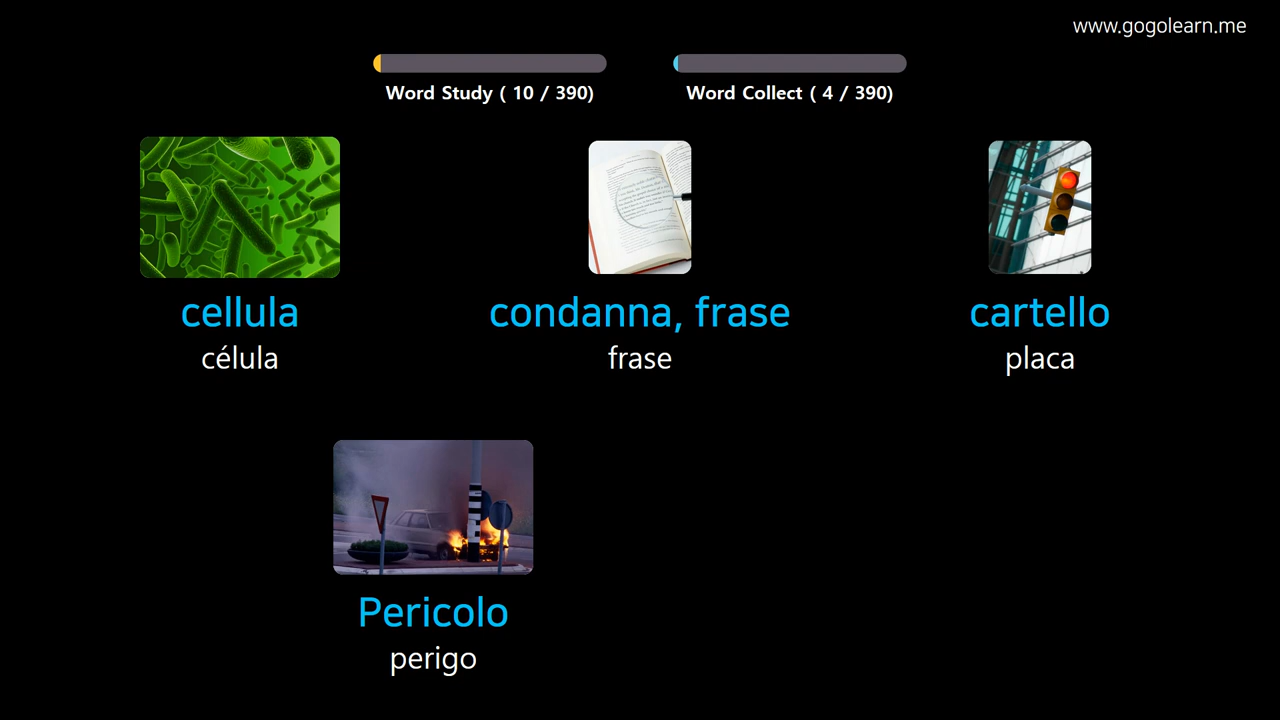 www.gogolearn.me
Word Study ( 10 / 390)
Word Collect ( 4 / 390)
cellula
célula
condanna, frase
frase
cartello
placa
Pericolo
perigo